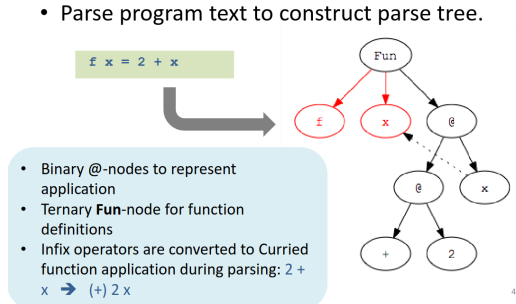 • Parse program text to construct parse tree.
f x = 2 + x
Fun
f
x
@
@
x
+
2
• Binary @-nodes to represent
application
• Ternary Fun-node for function
definitions
• Infix operators are converted to Curried
function application during parsing: 2 +
x ➔ (+) 2 x
4